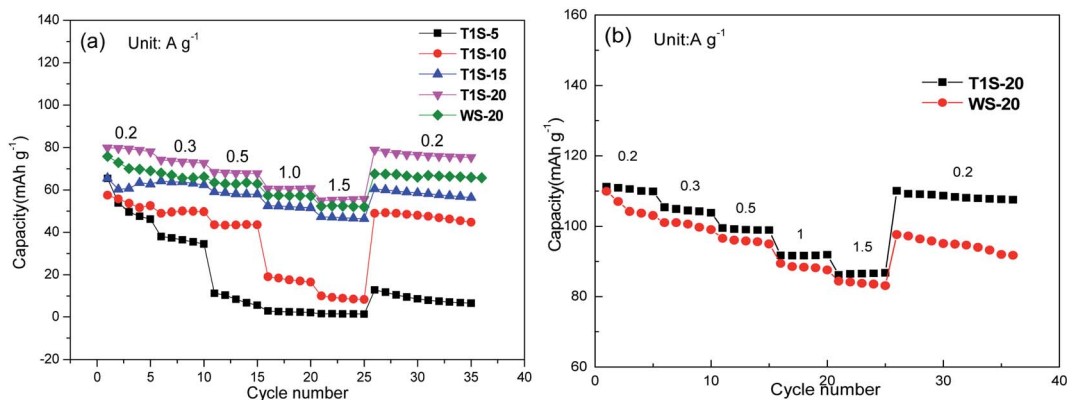 (a)
Unit: A g⁻¹
T1S-5
T1S-10
T1S-15
T1S-20
WS-20
0.2
0.3
0.5
1.0
1.5
0.2
140
120
100
80
60
40
20
0
-20
0
5
10
15
20
25
30
35
40
Capacity(mAh g⁻¹)
Cycle number
(b)
Unit:A g⁻¹
T1S-20
WS-20
0.2
0.3
0.5
1
1.5
0.2
160
140
120
100
80
60
0
10
20
30
40
Capacity(mAh g⁻¹)
Cycle number